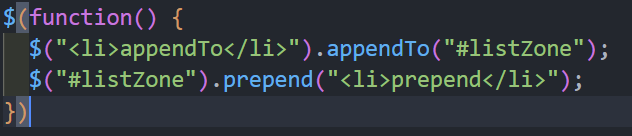 $(function() {
  $("<li>appendTo</li>").appendTo("#listZone");
  $("#listZone").prepend("<li>prepend</li>");
})